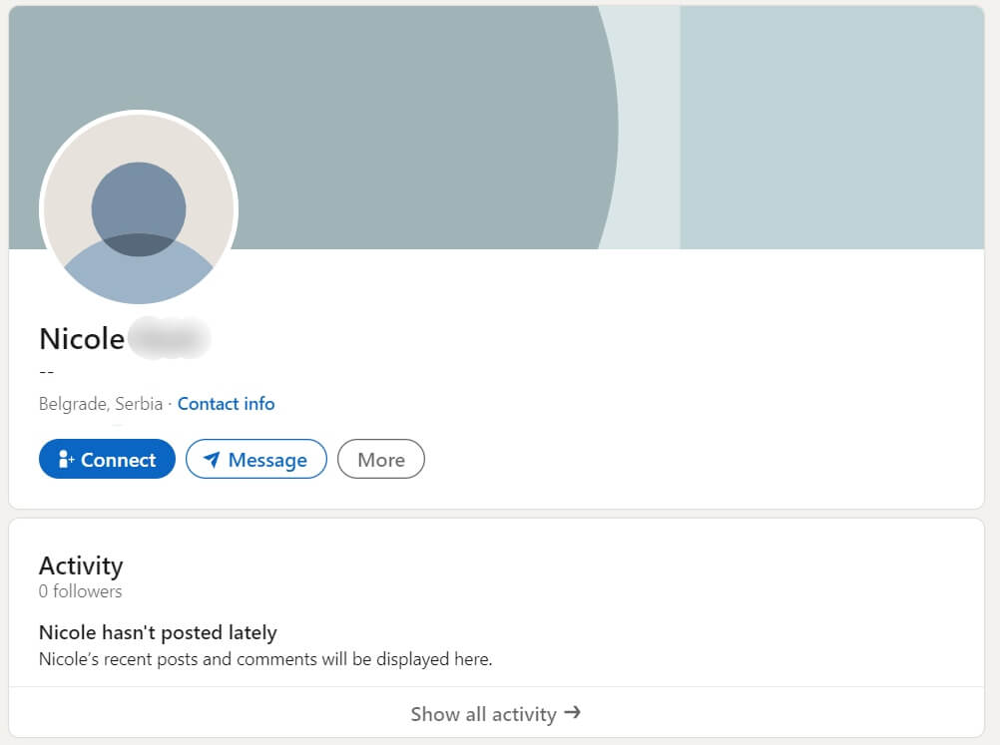 Nicole
--
Belgrade, Serbia · Contact info
Connect Message More
Activity
0 followers
Nicole hasn't posted lately
Nicole’s recent posts and comments will be displayed here.
Show all activity →